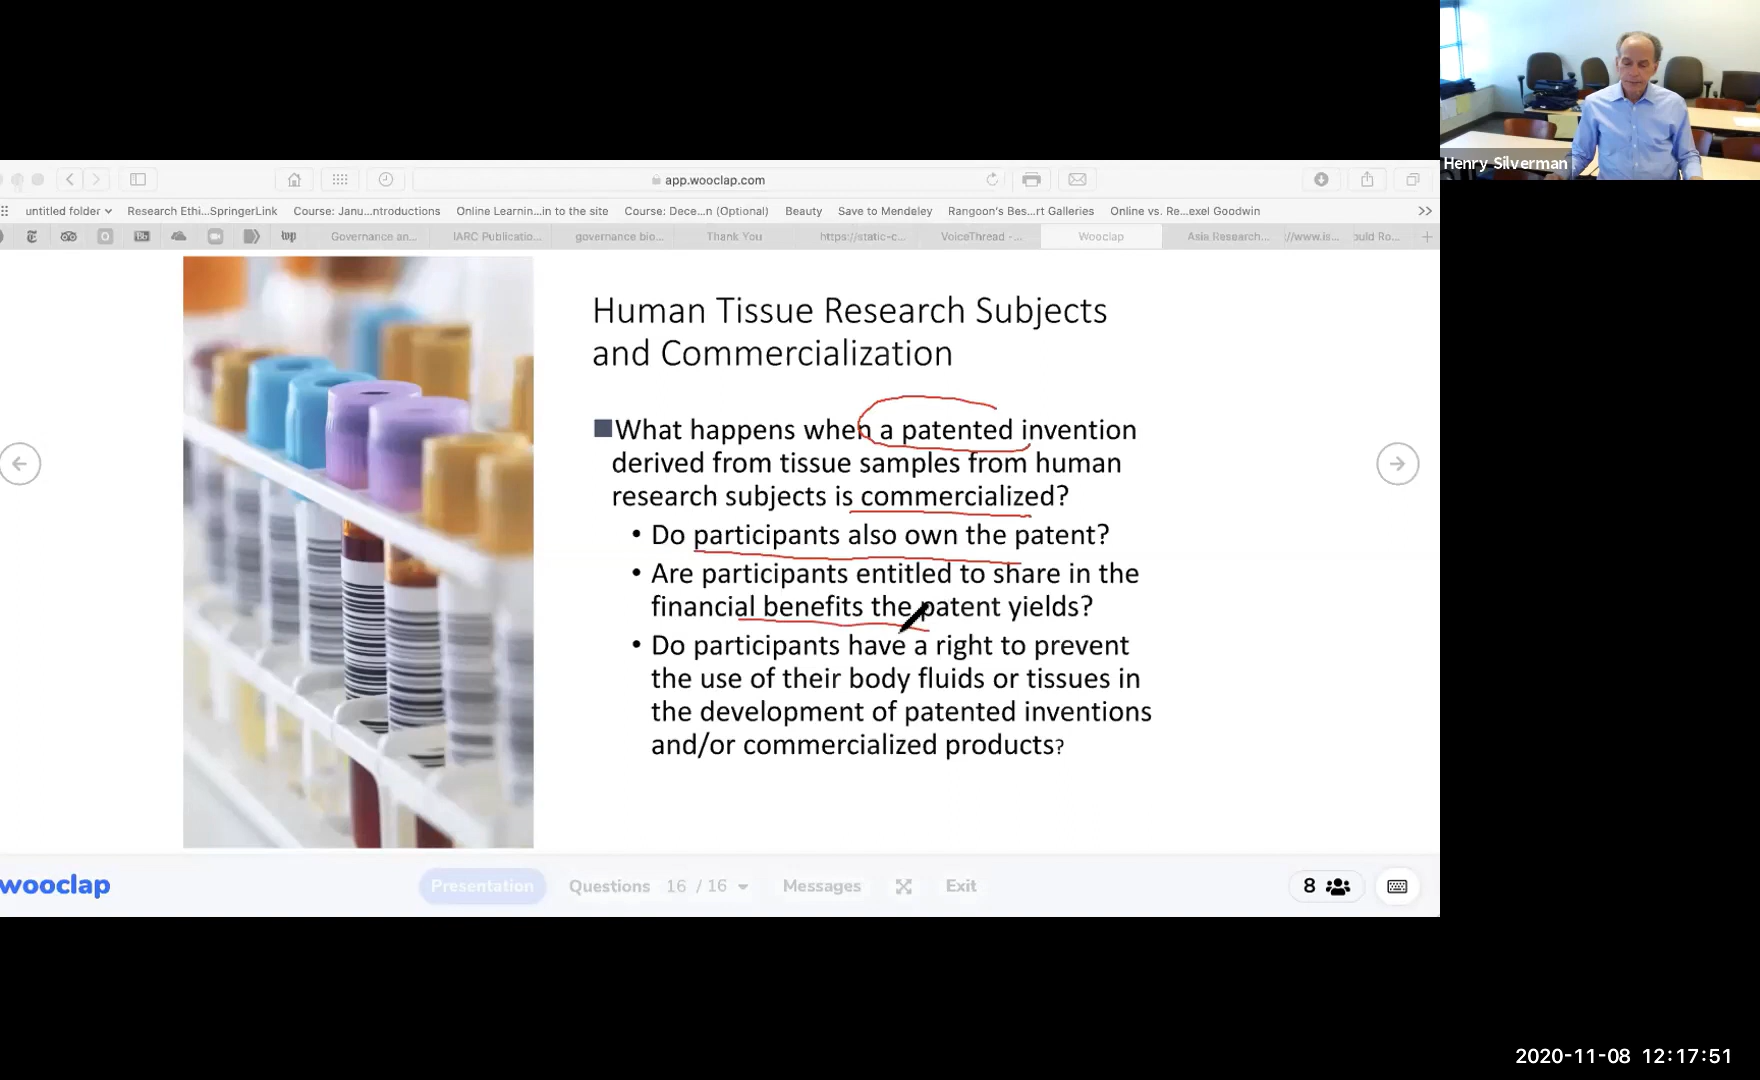 Henry Silverman
app.wooclap.com
untitled folder
Research Ethi...SpringerLink
Course: Janu...ntroductions
Online Learnin...in to the site
Course: Dece...n (Optional)
Beauty
Save to Mendeley
Rangoon's Bes...rt Galleries
Online vs. Re...exel Goodwin
Governance an...
IARC Publicatio...
governance bio...
Thank You
https://static-c...
VoiceThread -...
Wooclap
Asia Research...
//www.is...
ould Ro...
Human Tissue Research Subjects
and Commercialization
What happens when a patented invention
derived from tissue samples from human
research subjects is commercialized?
• Do participants also own the patent?
• Are participants entitled to share in the
financial benefits the patent yields?
• Do participants have a right to prevent
the use of their body fluids or tissues in
the development of patented inventions
and/or commercialized products?
wooclap
Presentation
Questions 16 / 16
Messages
Exit
8
2020-11-08 12:17:51